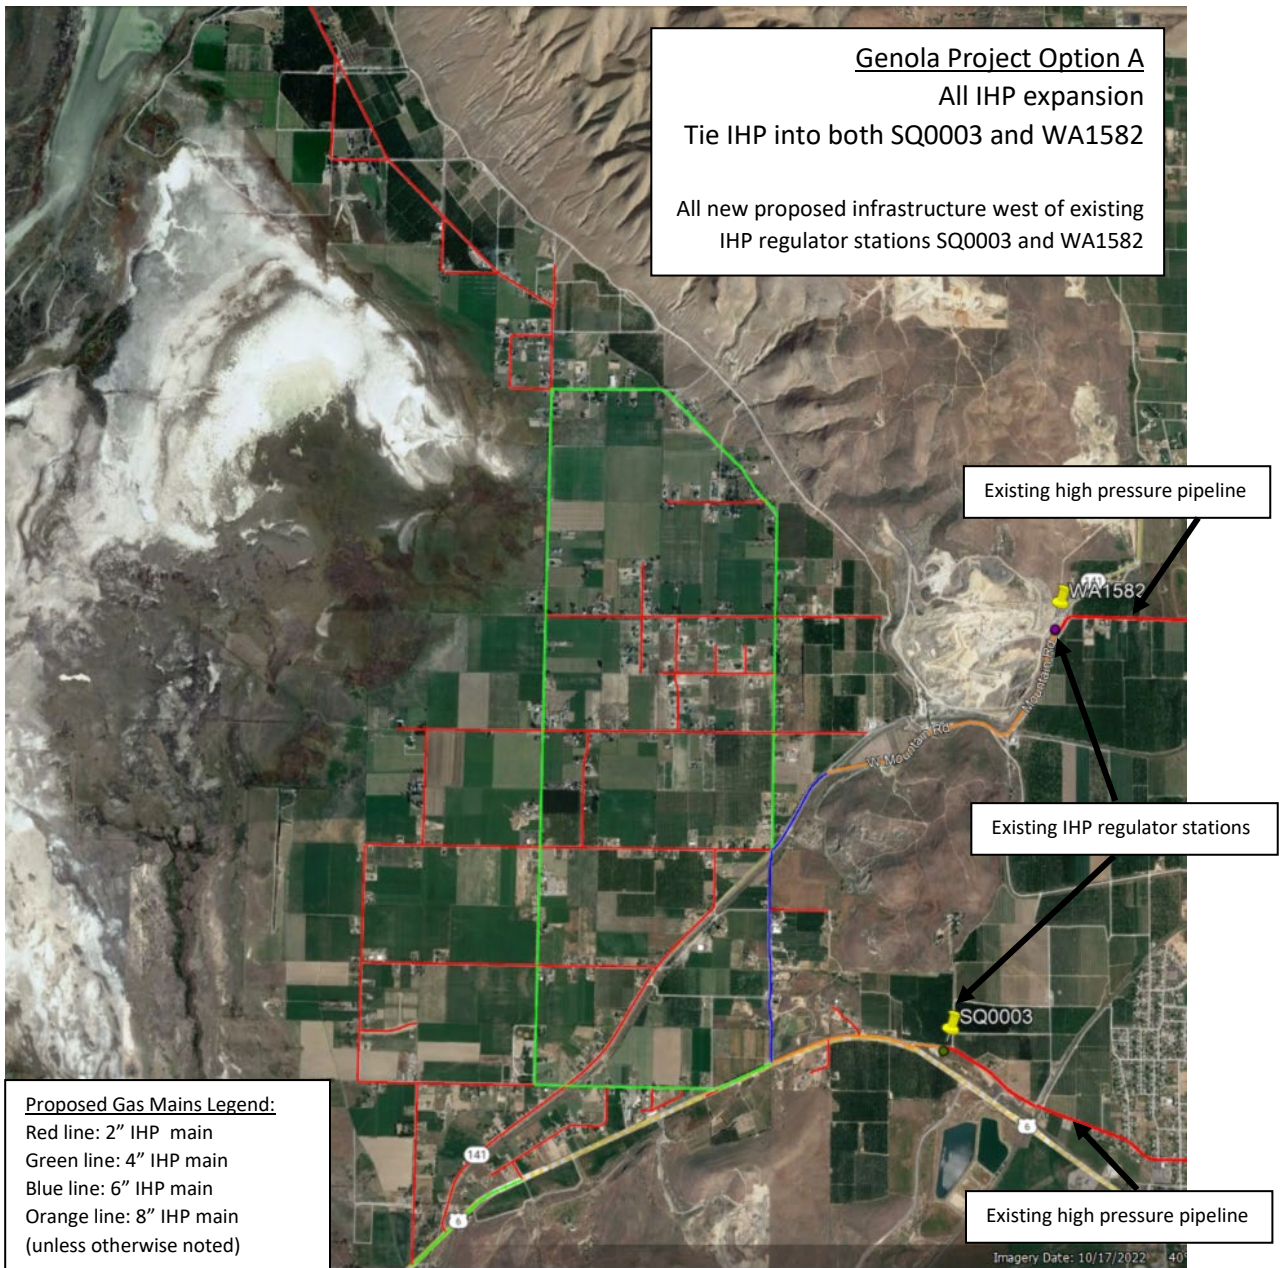 Genola Project Option A
All IHP expansion
Tie IHP into both SQ0003 and WA1582
All new proposed infrastructure west of existing
IHP regulator stations SQ0003 and WA1582
Existing high pressure pipeline
141
WA1582
Mountain Rd
W Mountain Rd
Existing IHP regulator stations
SQ0003
6
Proposed Gas Mains Legend:
Red line: 2” IHP main
Green line: 4” IHP main
Blue line: 6” IHP main
Orange line: 8” IHP main
(unless otherwise noted)
141
6
Existing high pressure pipeline
Imagery Date: 10/17/2022 40°